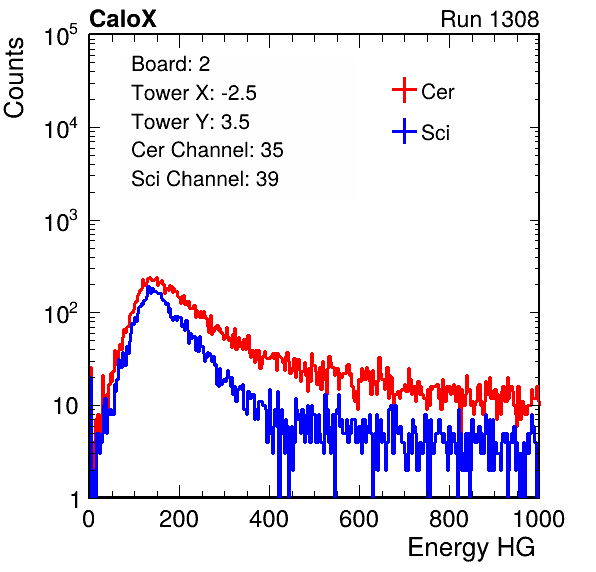 CaloX Run 1308
Counts
10^5
10^4
10^3
10^2
10
1
Board: 2
Tower X: -2.5
Tower Y: 3.5
Cer Channel: 35
Sci Channel: 39
Cer
Sci
0 200 400 600 800 1000
Energy HG